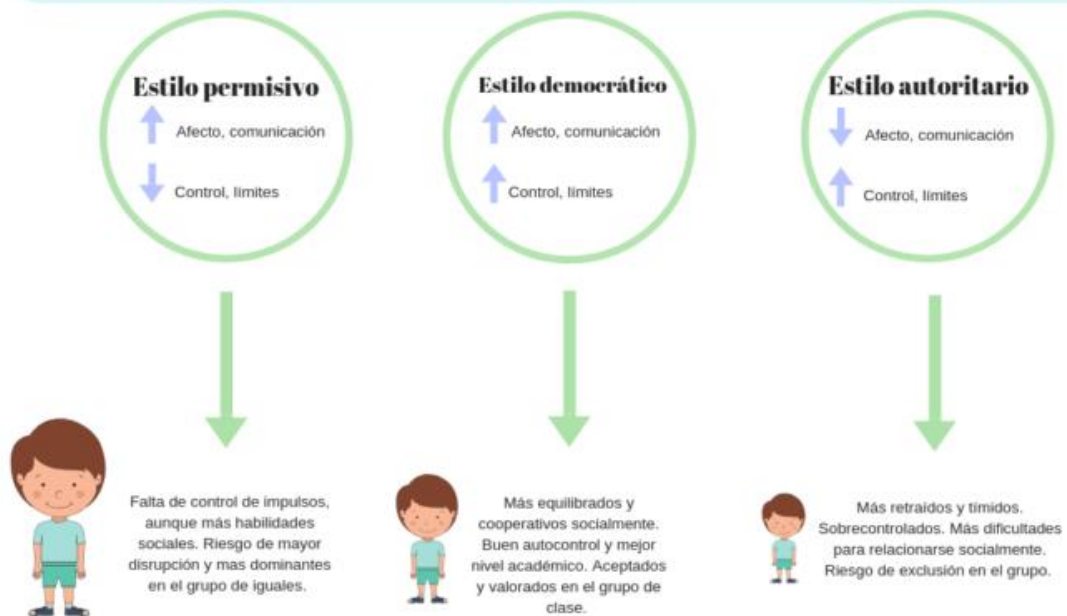 Estilo permisivo
Afecto, comunicación
Control, límites
Falta de control de impulsos,
aunque más habilidades
sociales. Riesgo de mayor
disrupción y mas dominantes
en el grupo de iguales.
Estilo democrático
Afecto, comunicación
Control, límites
Más equilibrados y
cooperativos socialmente.
Buen autocontrol y mejor
nivel académico. Aceptados
y valorados en el grupo de
clase.
Estilo autoritario
Afecto, comunicación
Control, límites
Más retraídos y tímidos.
Sobrecontrolados. Más dificultades
para relacionarse socialmente.
Riesgo de exclusión en el grupo.